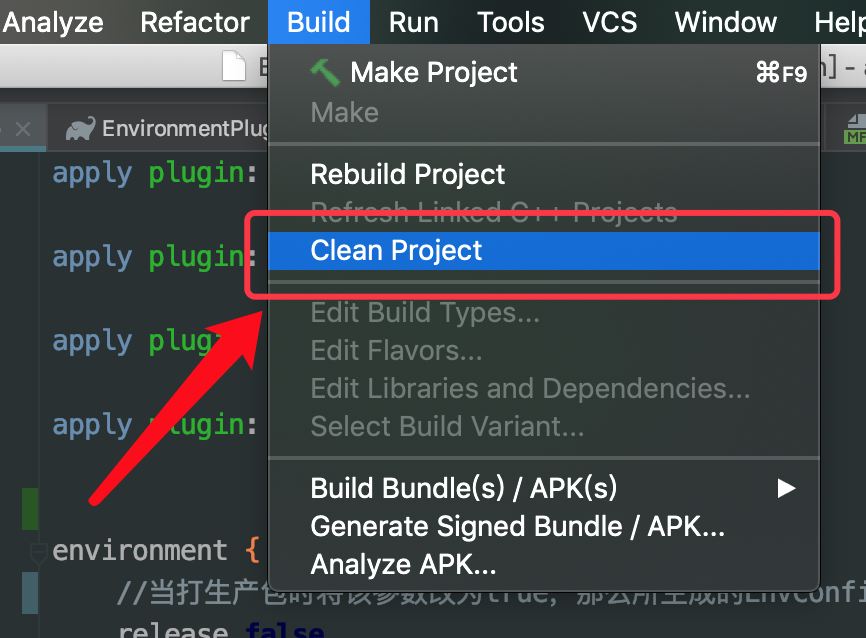 Analyze Refactor Build Run Tools VCS Window Help
Make Project ⌘F9
Make
EnvironmentPlug
apply plugin:
Rebuild Project
Refresh Linked C++ Projects
Clean Project
apply plugin:
Edit Build Types...
apply plugin
Edit Flavors...
Edit Libraries and Dependencies...
apply plugin:
Select Build Variant...
Build Bundle(s) / APK(s) ▶
Generate Signed Bundle / APK...
environment {
Analyze APK...
//当打生产包时将该参数改为true，那么所生成的EnvConfi
release false